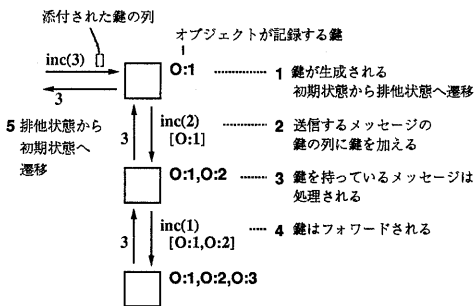 添付された鍵の列
オブジェクトが記録する鍵
inc(3) []
O:1
3
1 鍵が生成される
初期状態から排他状態へ遷移
5 排他状態から
初期状態へ
遷移
3
inc(2)
[O:1]
2 送信するメッセージの
鍵の列に鍵を加える
O:1,O:2
3 鍵を持っているメッセージは
処理される
3
inc(1)
[O:1,O:2]
4 鍵はフォワードされる
O:1,O:2,O:3